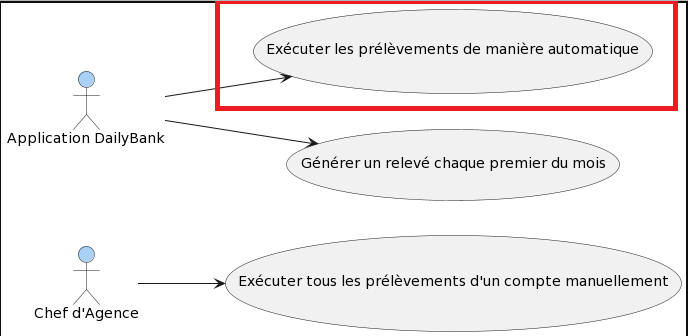 Exécuter les prélèvements de manière automatique
Application DailyBank
Générer un relevé chaque premier du mois
Exécuter tous les prélèvements d'un compte manuellement
Chef d'Agence